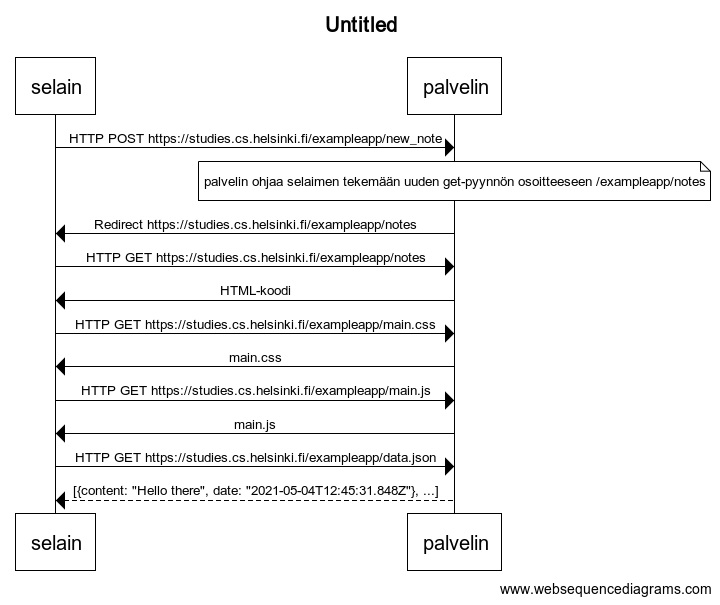 Untitled
selain
palvelin
HTTP POST https://studies.cs.helsinki.fi/exampleapp/new_note
palvelin ohjaa selaimen tekemään uuden get-pyynnön osoitteeseen /exampleapp/notes
Redirect https://studies.cs.helsinki.fi/exampleapp/notes
HTTP GET https://studies.cs.helsinki.fi/exampleapp/notes
HTML-koodi
HTTP GET https://studies.cs.helsinki.fi/exampleapp/main.css
main.css
HTTP GET https://studies.cs.helsinki.fi/exampleapp/main.js
main.js
HTTP GET https://studies.cs.helsinki.fi/exampleapp/data.json
[{content: "Hello there", date: "2021-05-04T12:45:31.848Z"}, ...]
selain
palvelin
www.websequencediagrams.com